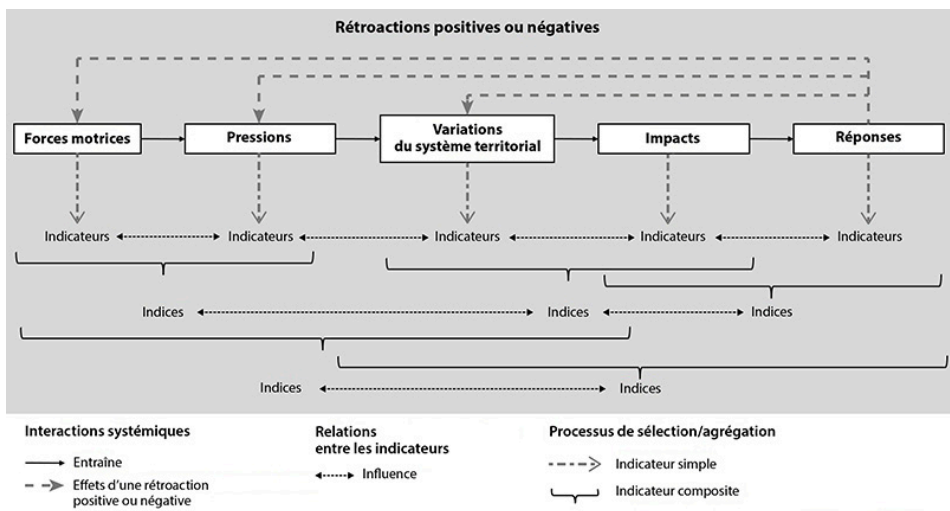 Rétroactions positives ou négatives
Forces motrices
Pressions
Variations
du système territorial
Impacts
Réponses
Indicateurs
Indicateurs
Indicateurs
Indicateurs
Indicateurs
Indices
Indices
Indices
Indices
Indices
Interactions systémiques
Entraîne
Effets d'une rétroaction
positive ou négative
Relations
entre les indicateurs
Influence
Processus de sélection/agrégation
Indicateur simple
Indicateur composite